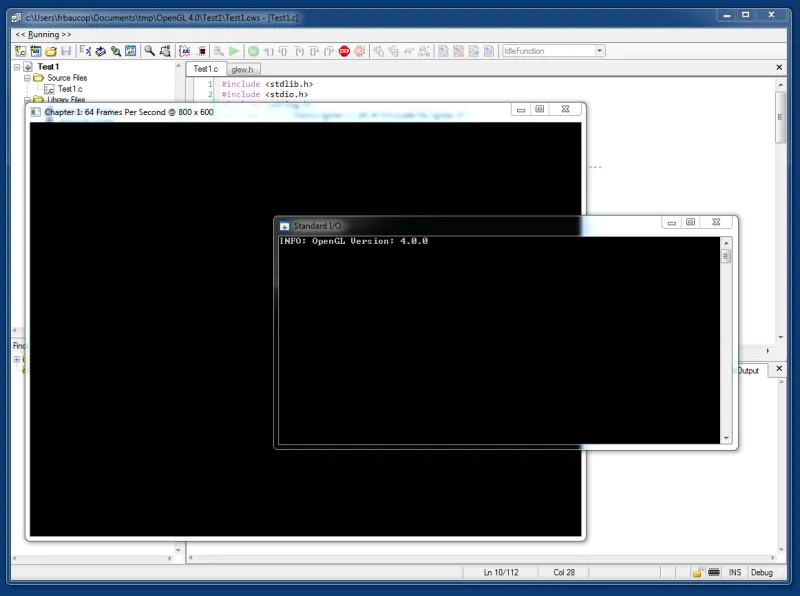 c:\Users\frbaucop\Documents\tmp\OpenGL 4.0\Test1\Test1.cws - [Test1.c]
<< Running >>
IdleFunction
Test1
Source Files
Test1.c
Library Files
Test1.c glew.h
1 #include <stdlib.h>
2 #include <stdio.h>
Chapter 1: 64 Frames Per Second @ 800 x 600
Standard I/O
INFO: OpenGL Version: 4.0.0
Output
Ln 10/112 Col 28 INS Debug